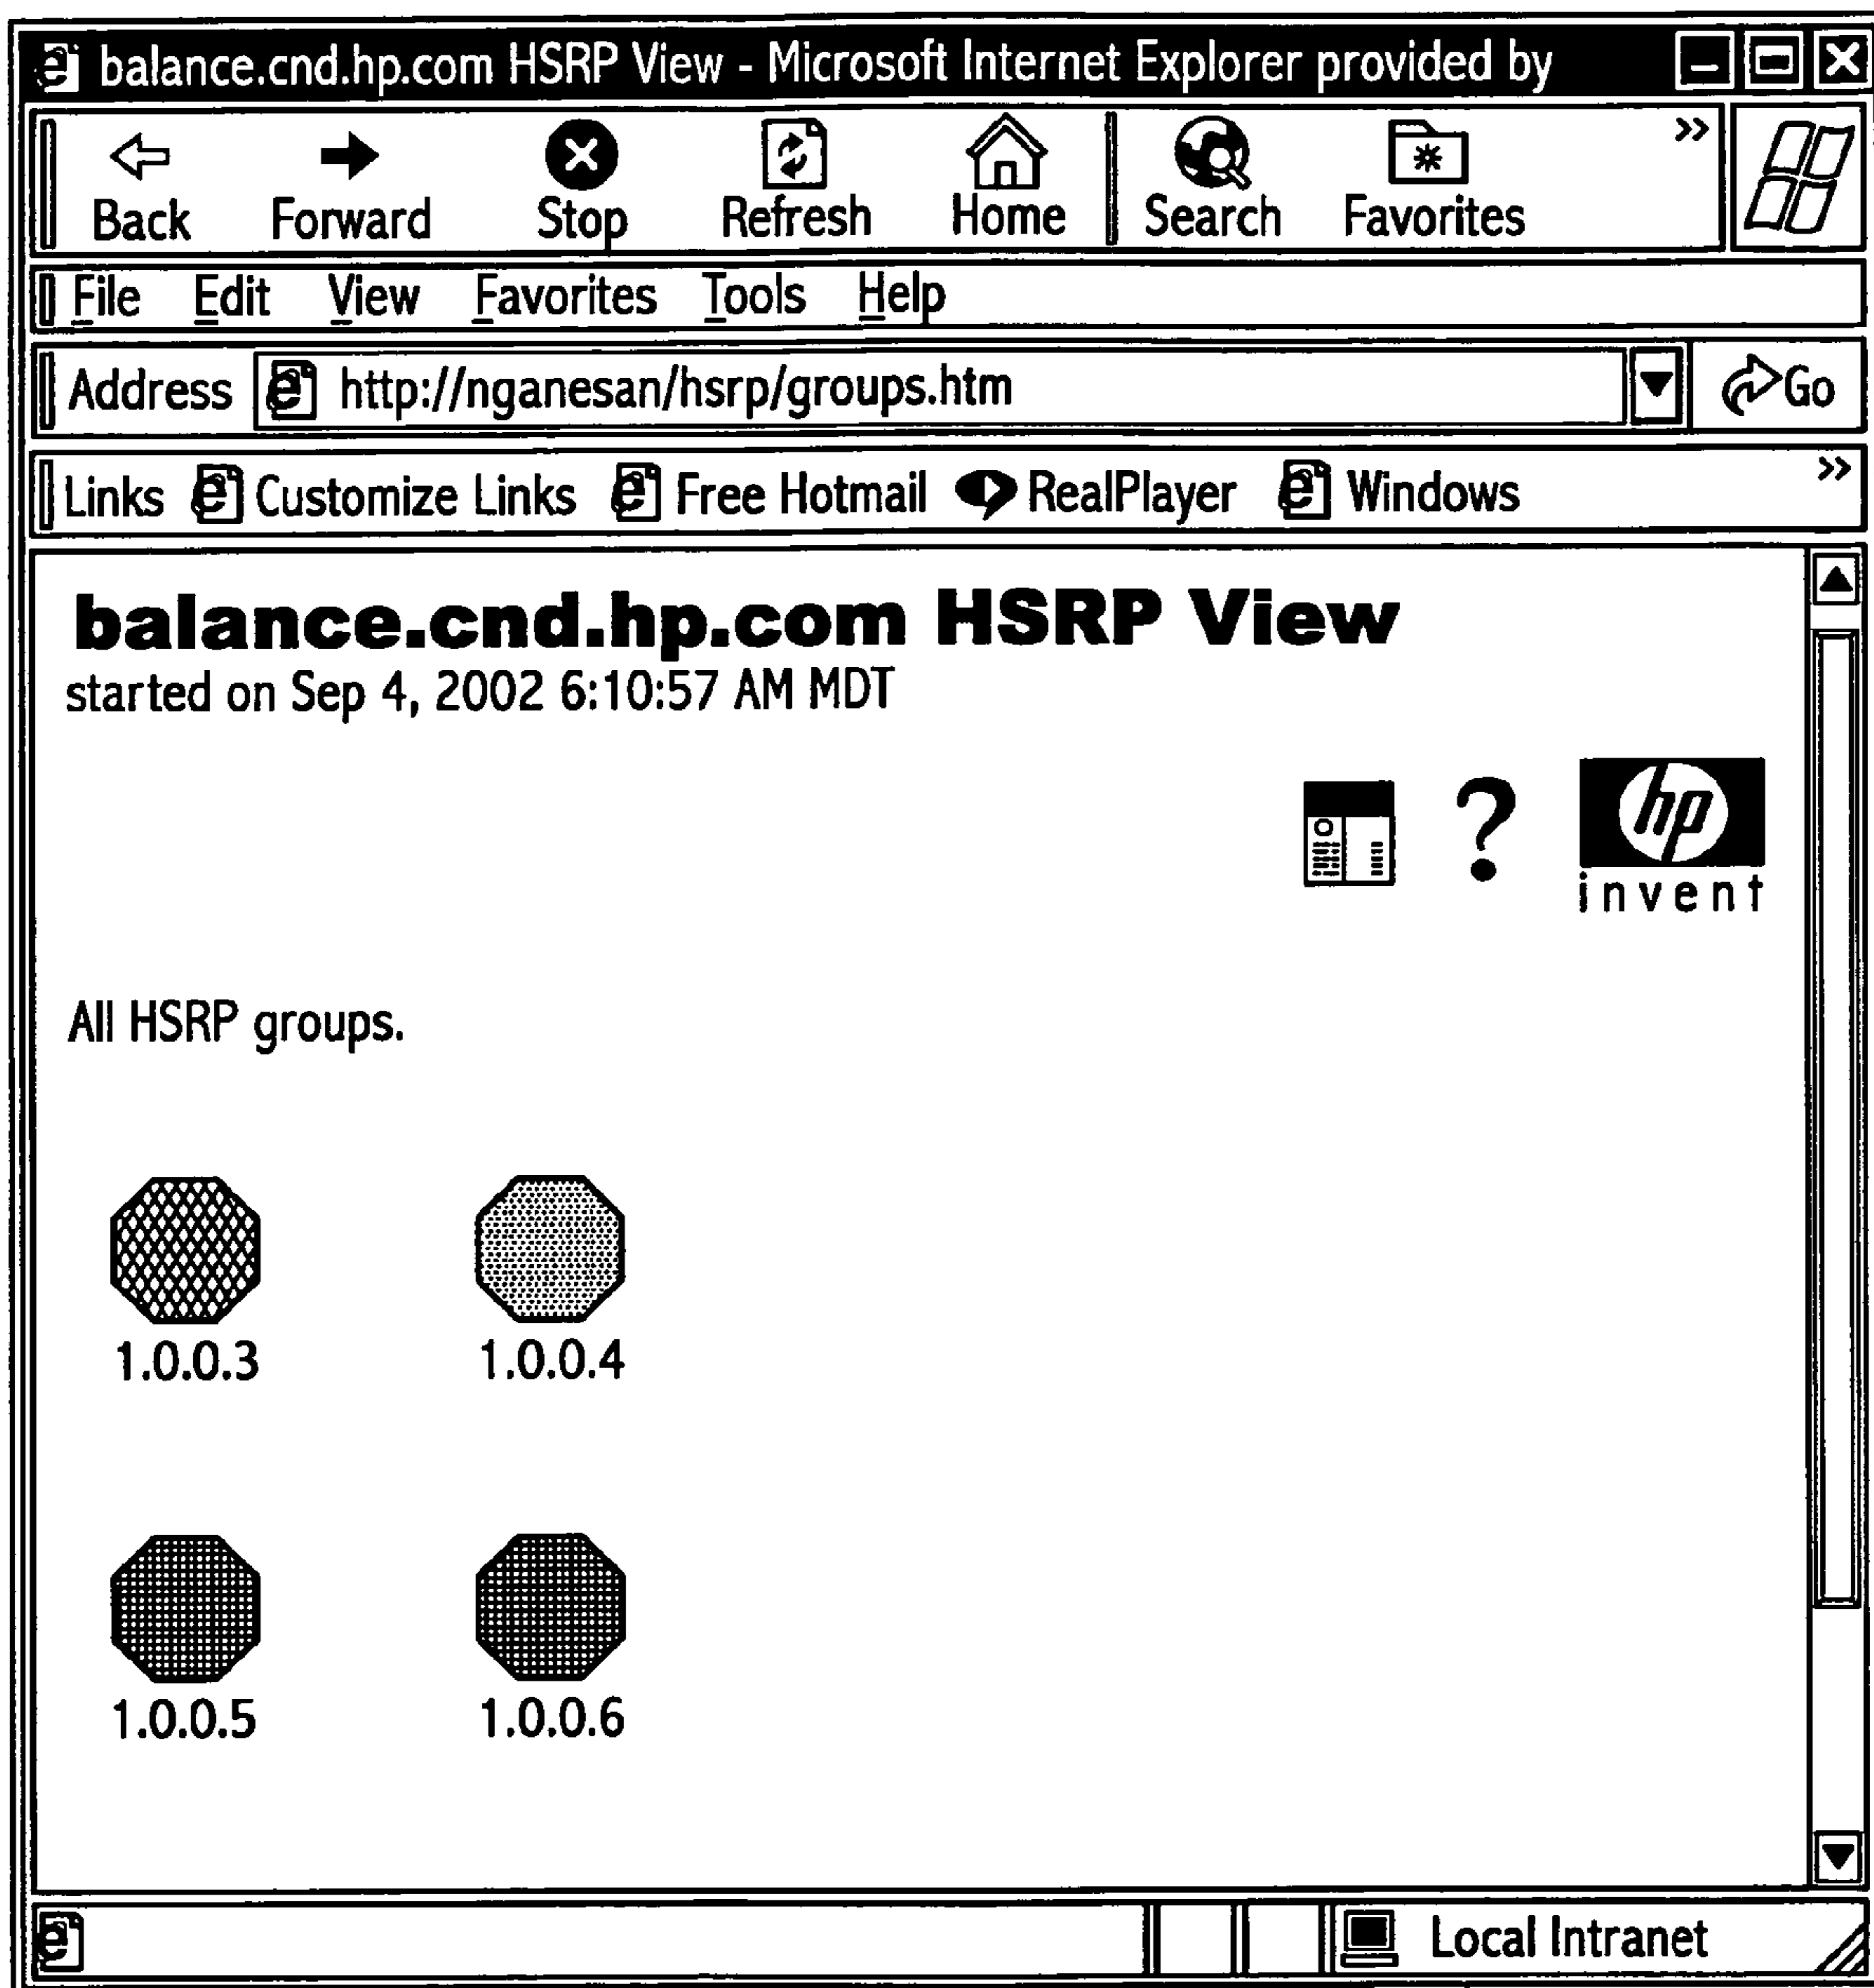 balance.cnd.hp.com HSRP View - Microsoft Internet Explorer provided by
Back Forward Stop Refresh Home Search Favorites »
File Edit View Favorites Tools Help
Address http://nganesan/hsrp/groups.htm Go
Links Customize Links Free Hotmail RealPlayer Windows »
balance.cnd.hp.com HSRP View
started on Sep 4, 2002 6:10:57 AM MDT
?
hp
invent
All HSRP groups.
1.0.0.3 1.0.0.4
1.0.0.5 1.0.0.6
Local Intranet